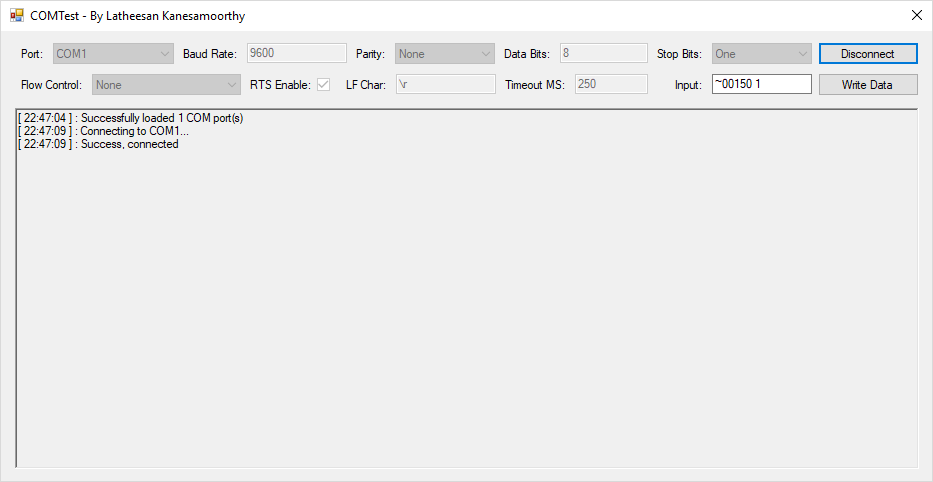 COMTest - By Latheesan Kanesamoorthy
Port: COM1 Baud Rate: 9600 Parity: None Data Bits: 8 Stop Bits: One Disconnect
Flow Control: None RTS Enable: LF Char: \r Timeout MS: 250 Input: ~00150 1 Write Data
[ 22:47:04 ] : Successfully loaded 1 COM port(s)
[ 22:47:09 ] : Connecting to COM1...
[ 22:47:09 ] : Success, connected